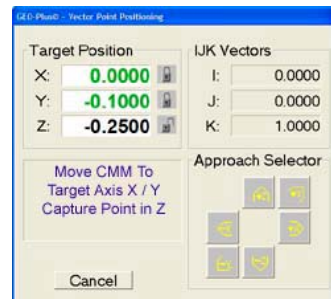 GEO-Plus© - Vector Point Positioning
Target Position
X: 0.0000
Y: -0.1000
Z: -0.2500
IJK Vectors
I: 0.0000
J: 0.0000
K: 1.0000
Move CMM To
Target Axis X / Y
Capture Point in Z
Approach Selector
Cancel